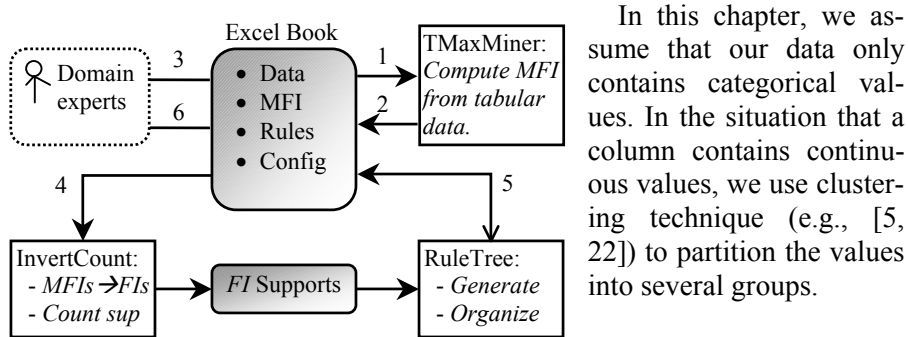 Excel Book
• Data
• MFI
• Rules
• Config
Domain
experts
3
6
1
2
TMaxMiner:
Compute MFI
from tabular
data.
4
5
InvertCount:
- MFIs→FIs
- Count sup
FI Supports
RuleTree:
- Generate
- Organize
In this chapter, we as-
sume that our data only
contains categorical val-
ues. In the situation that a
column contains continu-
ous values, we use cluster-
ing technique (e.g., [5,
22]) to partition the values
into several groups.